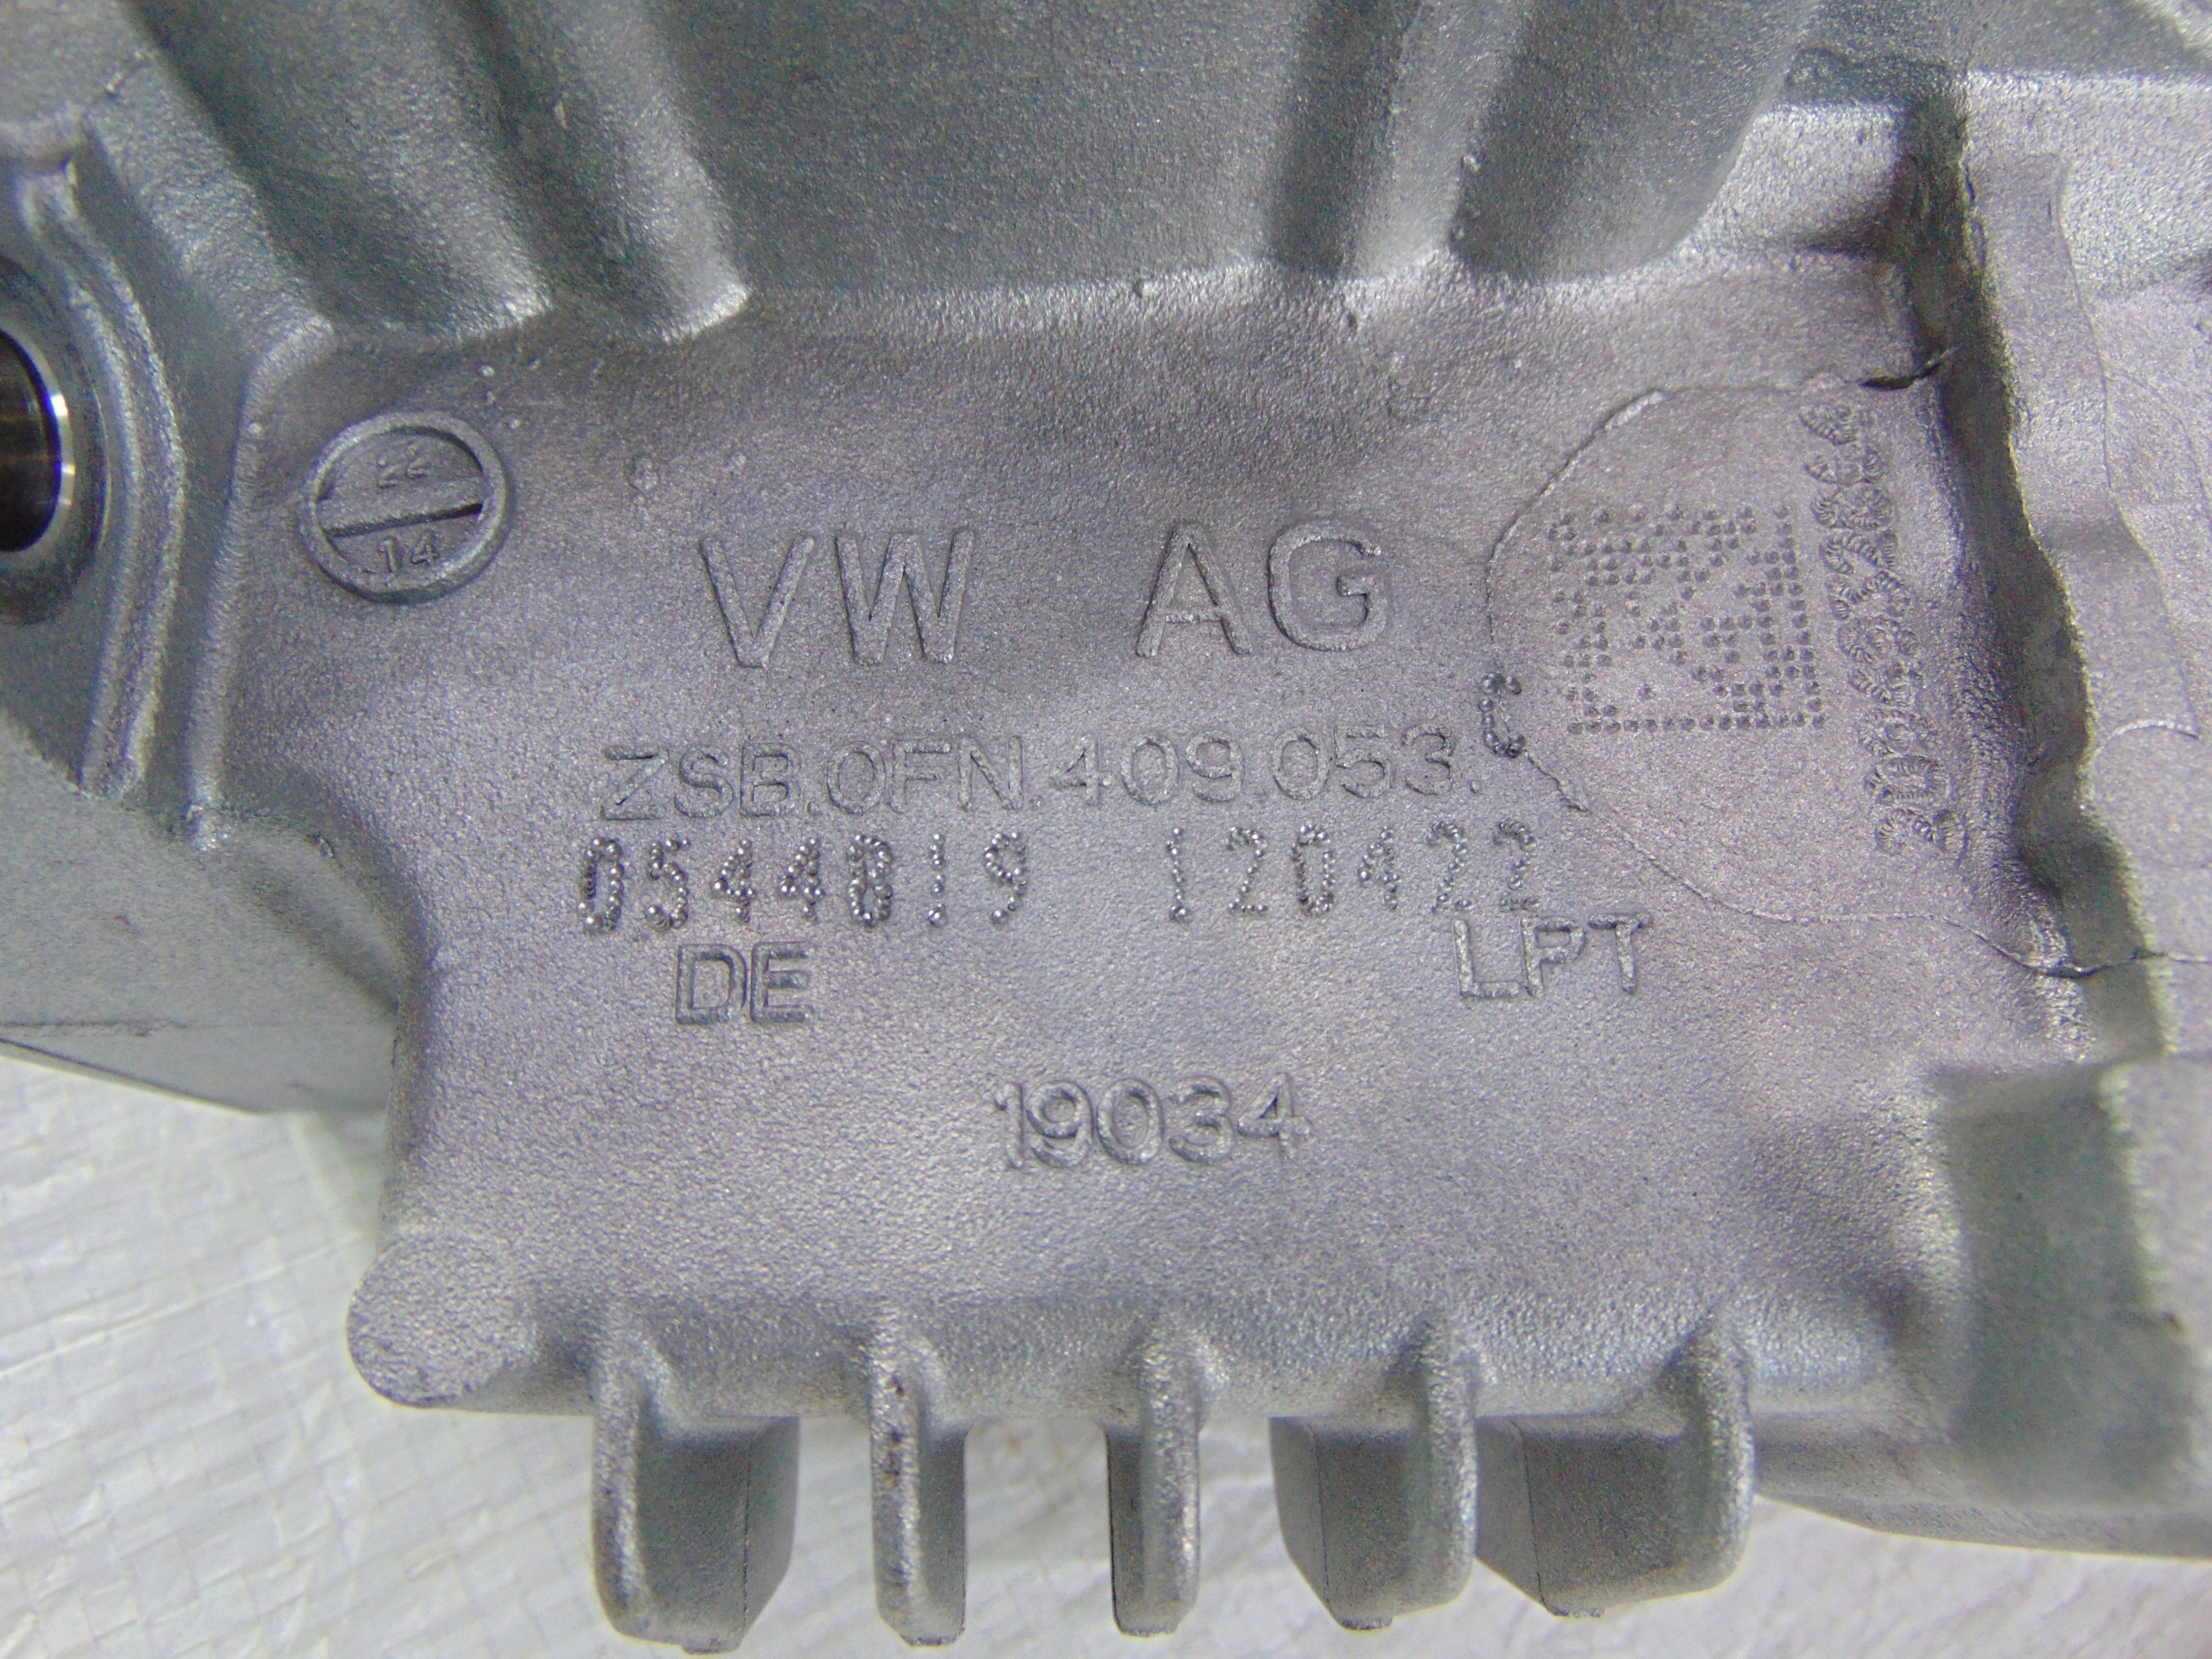 22
14
VW AG
ZSB.0FN.409.053.C
0544819 120422
DE LPT
19034